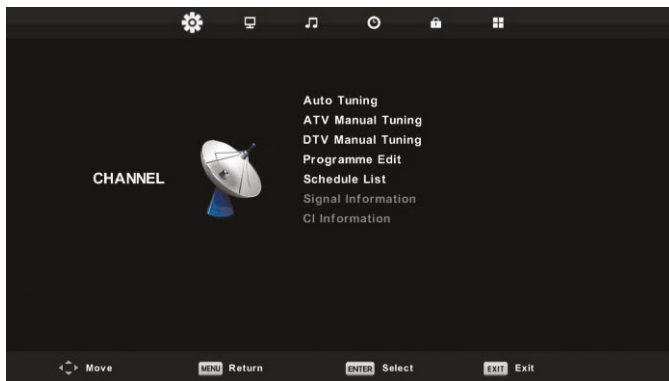 CHANNEL
Auto Tuning
ATV Manual Tuning
DTV Manual Tuning
Programme Edit
Schedule List
Signal Information
CI Information
Move MENU Return ENTER Select EXIT Exit